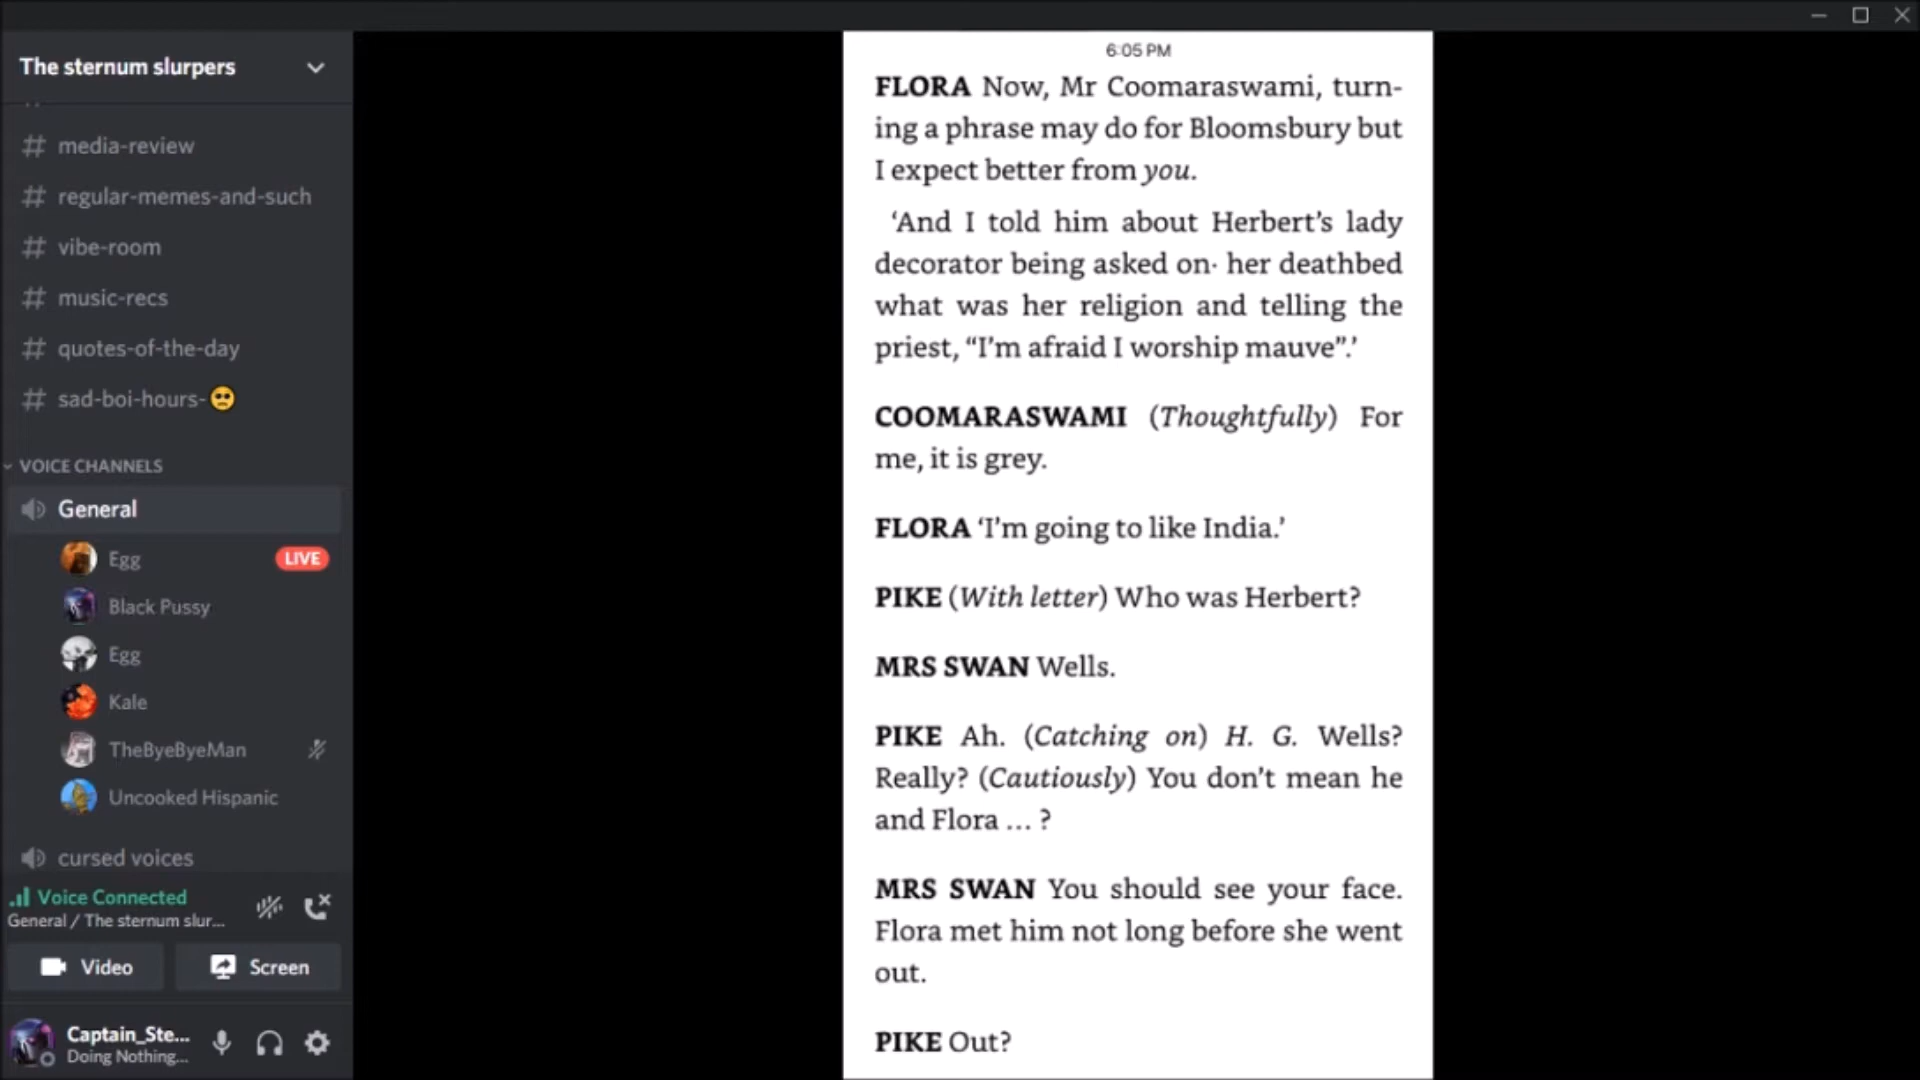 The sternum slurpers
# media-review
# regular-memes-and-such
# vibe-room
# music-recs
# quotes-of-the-day
# sad-boi-hours-🥺
VOICE CHANNELS
General
Egg LIVE
Black Pussy
Egg
Kale
TheByeByeMan
Uncooked Hispanic
cursed voices
Voice Connected
General / The sternum slur...
Video Screen
Captain_Ste...
Doing Nothing...
6:05 PM
FLORA Now, Mr Coomaraswami, turn-
ing a phrase may do for Bloomsbury but
I expect better from you.
‘And I told him about Herbert’s lady
decorator being asked on· her deathbed
what was her religion and telling the
priest, “I’m afraid I worship mauve”.’
COOMARASWAMI (Thoughtfully) For
me, it is grey.
FLORA ‘I’m going to like India.’
PIKE (With letter) Who was Herbert?
MRS SWAN Wells.
PIKE Ah. (Catching on) H. G. Wells?
Really? (Cautiously) You don’t mean he
and Flora … ?
MRS SWAN You should see your face.
Flora met him not long before she went
out.
PIKE Out?